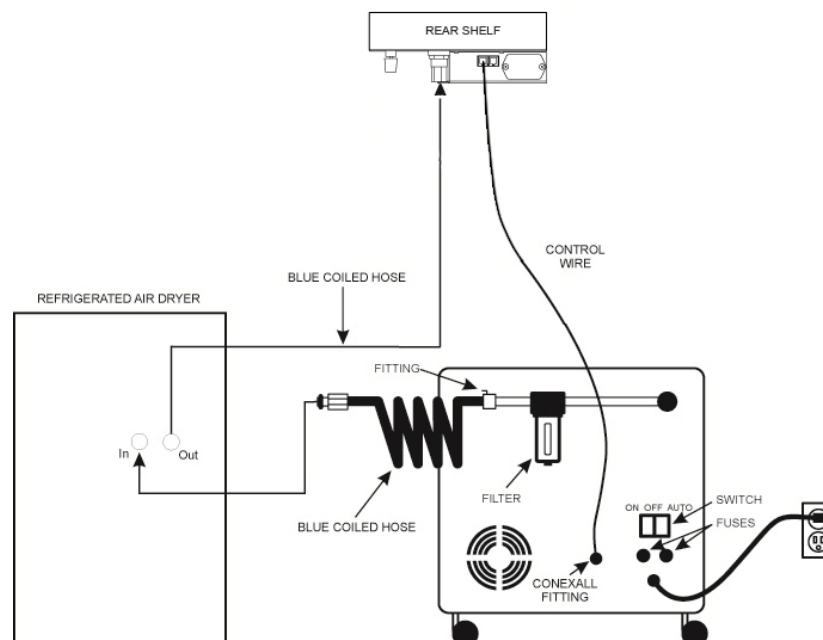 REAR SHELF
CONTROL
WIRE
BLUE COILED HOSE
REFRIGERATED AIR DRYER
FITTING
In
Out
FILTER
BLUE COILED HOSE
ON OFF AUTO
SWITCH
FUSES
CONEXALL
FITTING